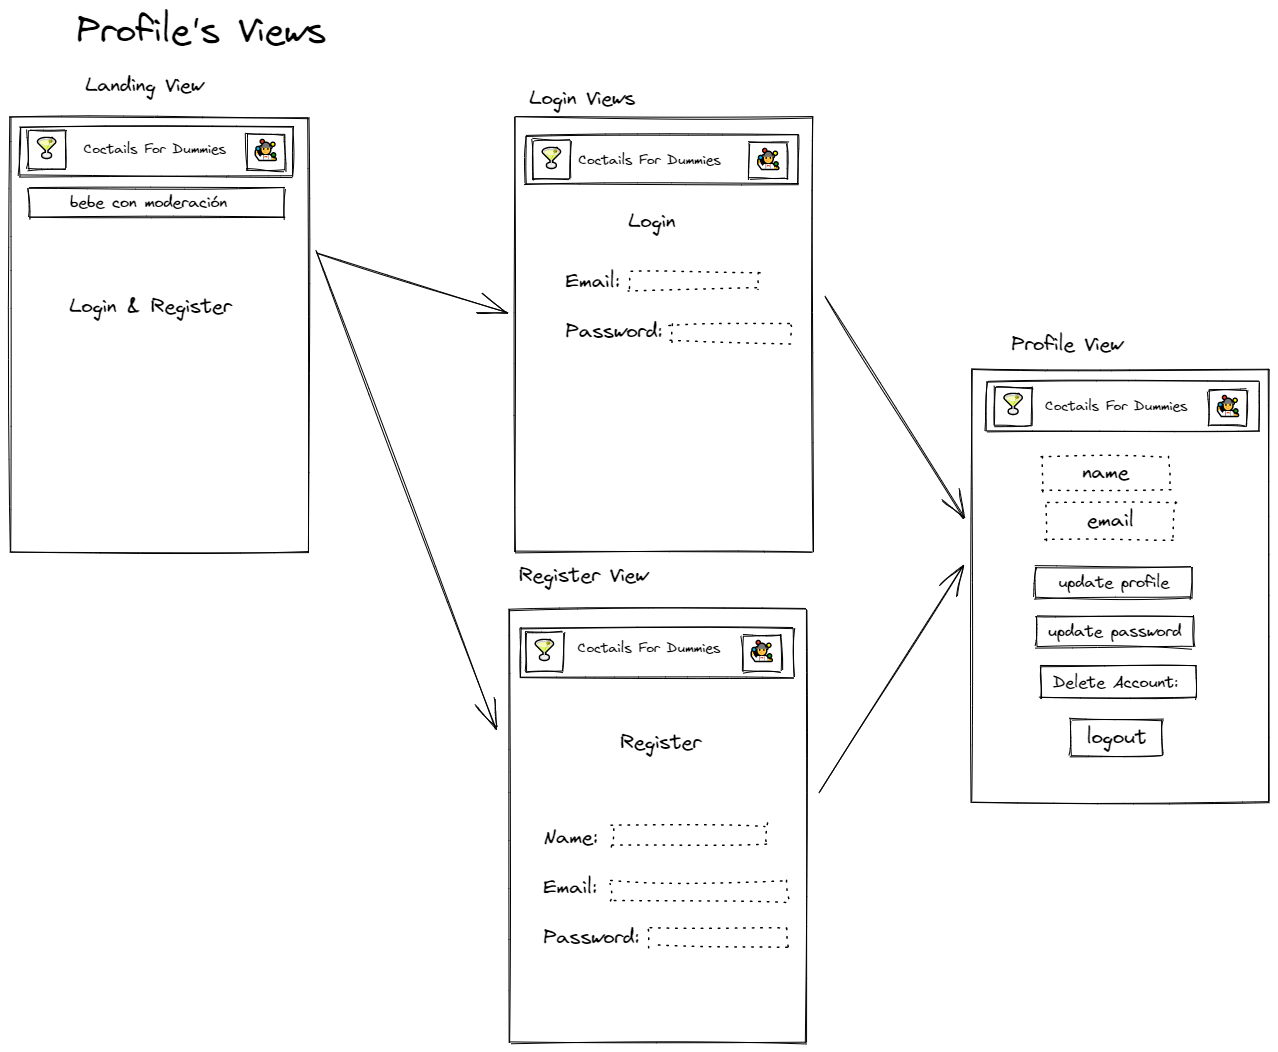 Profile's Views
Landing View
Coctails For Dummies
bebe con moderación
Login & Register
Login Views
Coctails For Dummies
Login
Email:
Password:
Register View
Coctails For Dummies
Register
Name:
Email:
Password:
Profile View
Coctails For Dummies
name
email
update profile
update password
Delete Account:
logout